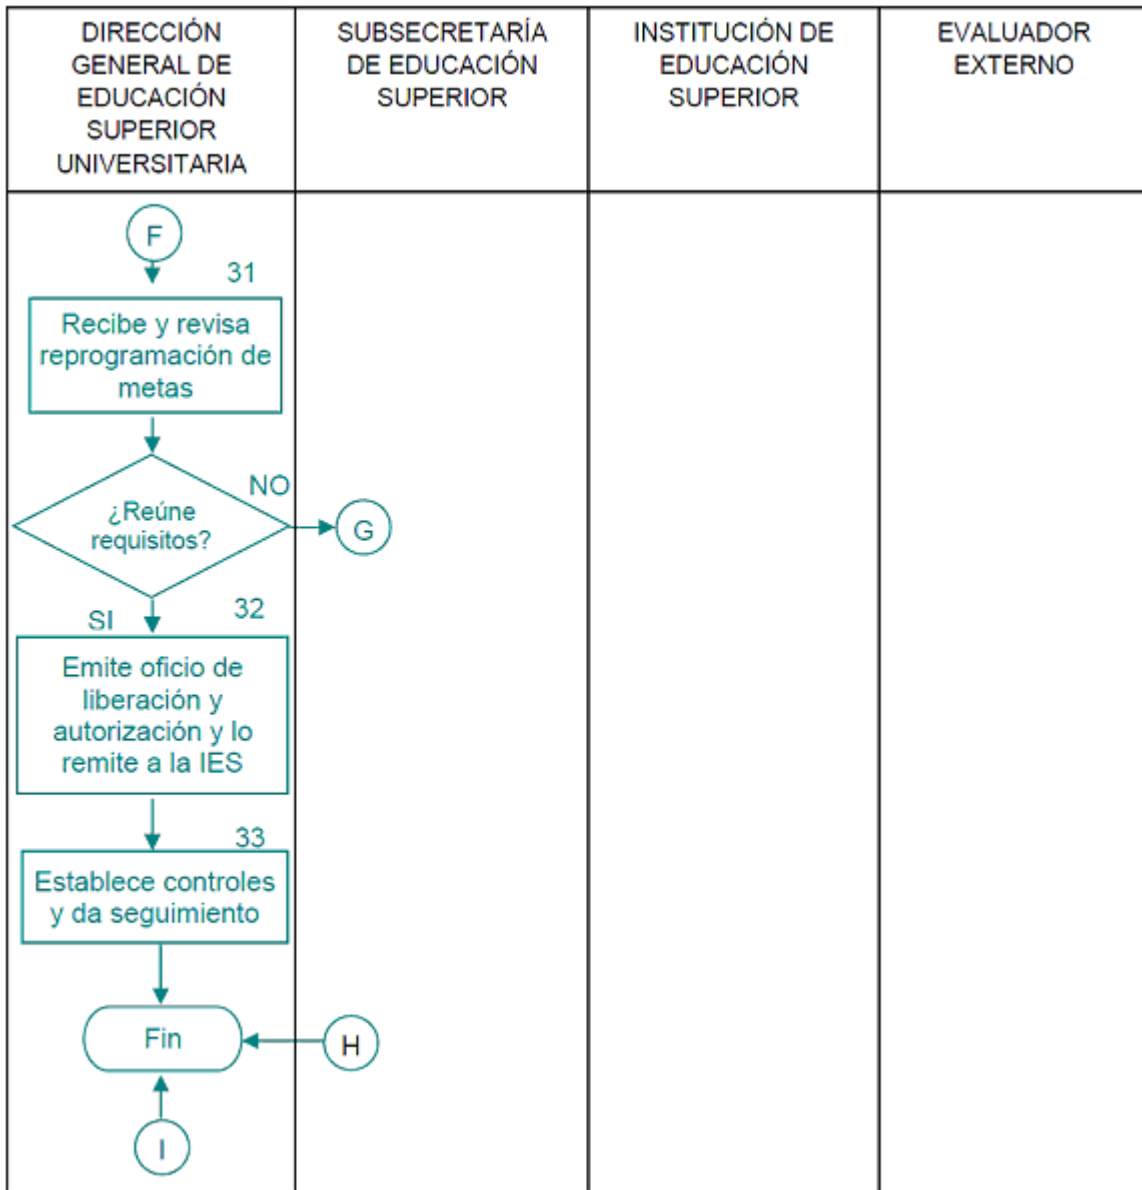 DIRECCIÓN
GENERAL DE
EDUCACIÓN
SUPERIOR
UNIVERSITARIA
SUBSECRETARÍA
DE EDUCACIÓN
SUPERIOR
INSTITUCIÓN DE
EDUCACIÓN
SUPERIOR
EVALUADOR
EXTERNO
F
31
Recibe y revisa
reprogramación de
metas
NO
¿Reúne
requisitos?
G
SI
32
Emite oficio de
liberación y
autorización y lo
remite a la IES
33
Establece controles
y da seguimiento
Fin
H
I